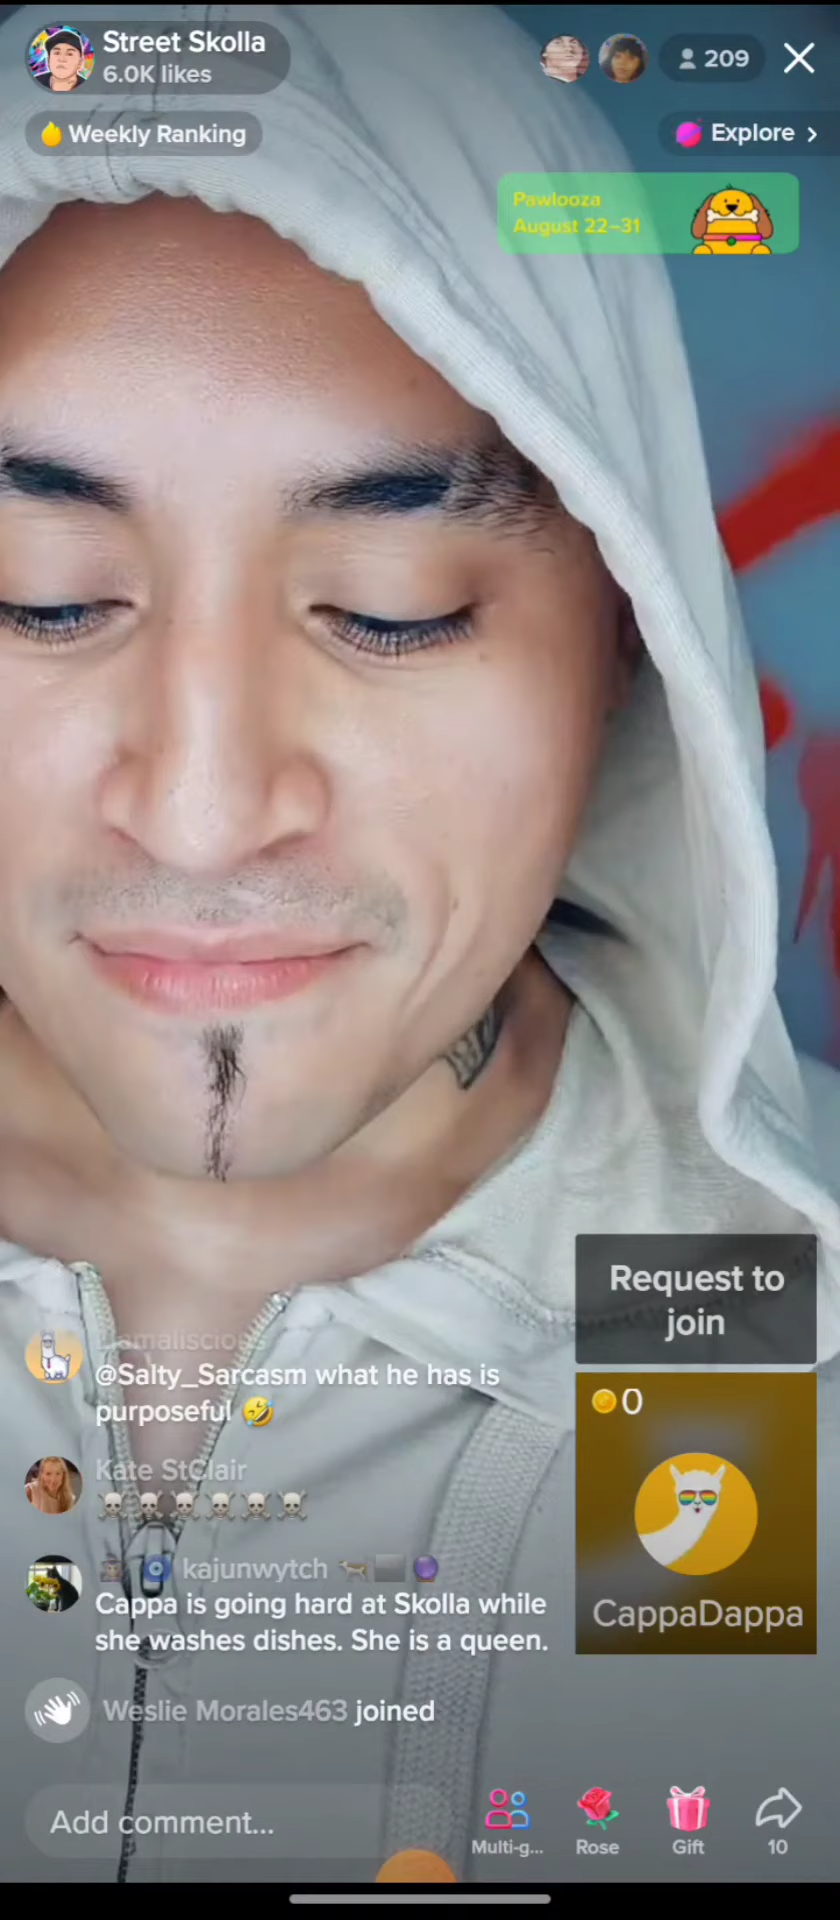 Street Skolla
6.0K likes
209
Weekly Ranking
Explore >
Pawlooza
August 22–31
Request to
join
Llamaliscious
@Salty_Sarcasm what he has is
purposeful 🤣
0
Kate StClair
☠☠☠☠☠☠
kajunwytch
Cappa is going hard at Skolla while
she washes dishes. She is a queen.
CappaDappa
Weslie Morales463 joined
Add comment...
Multi-g...
Rose
Gift
10